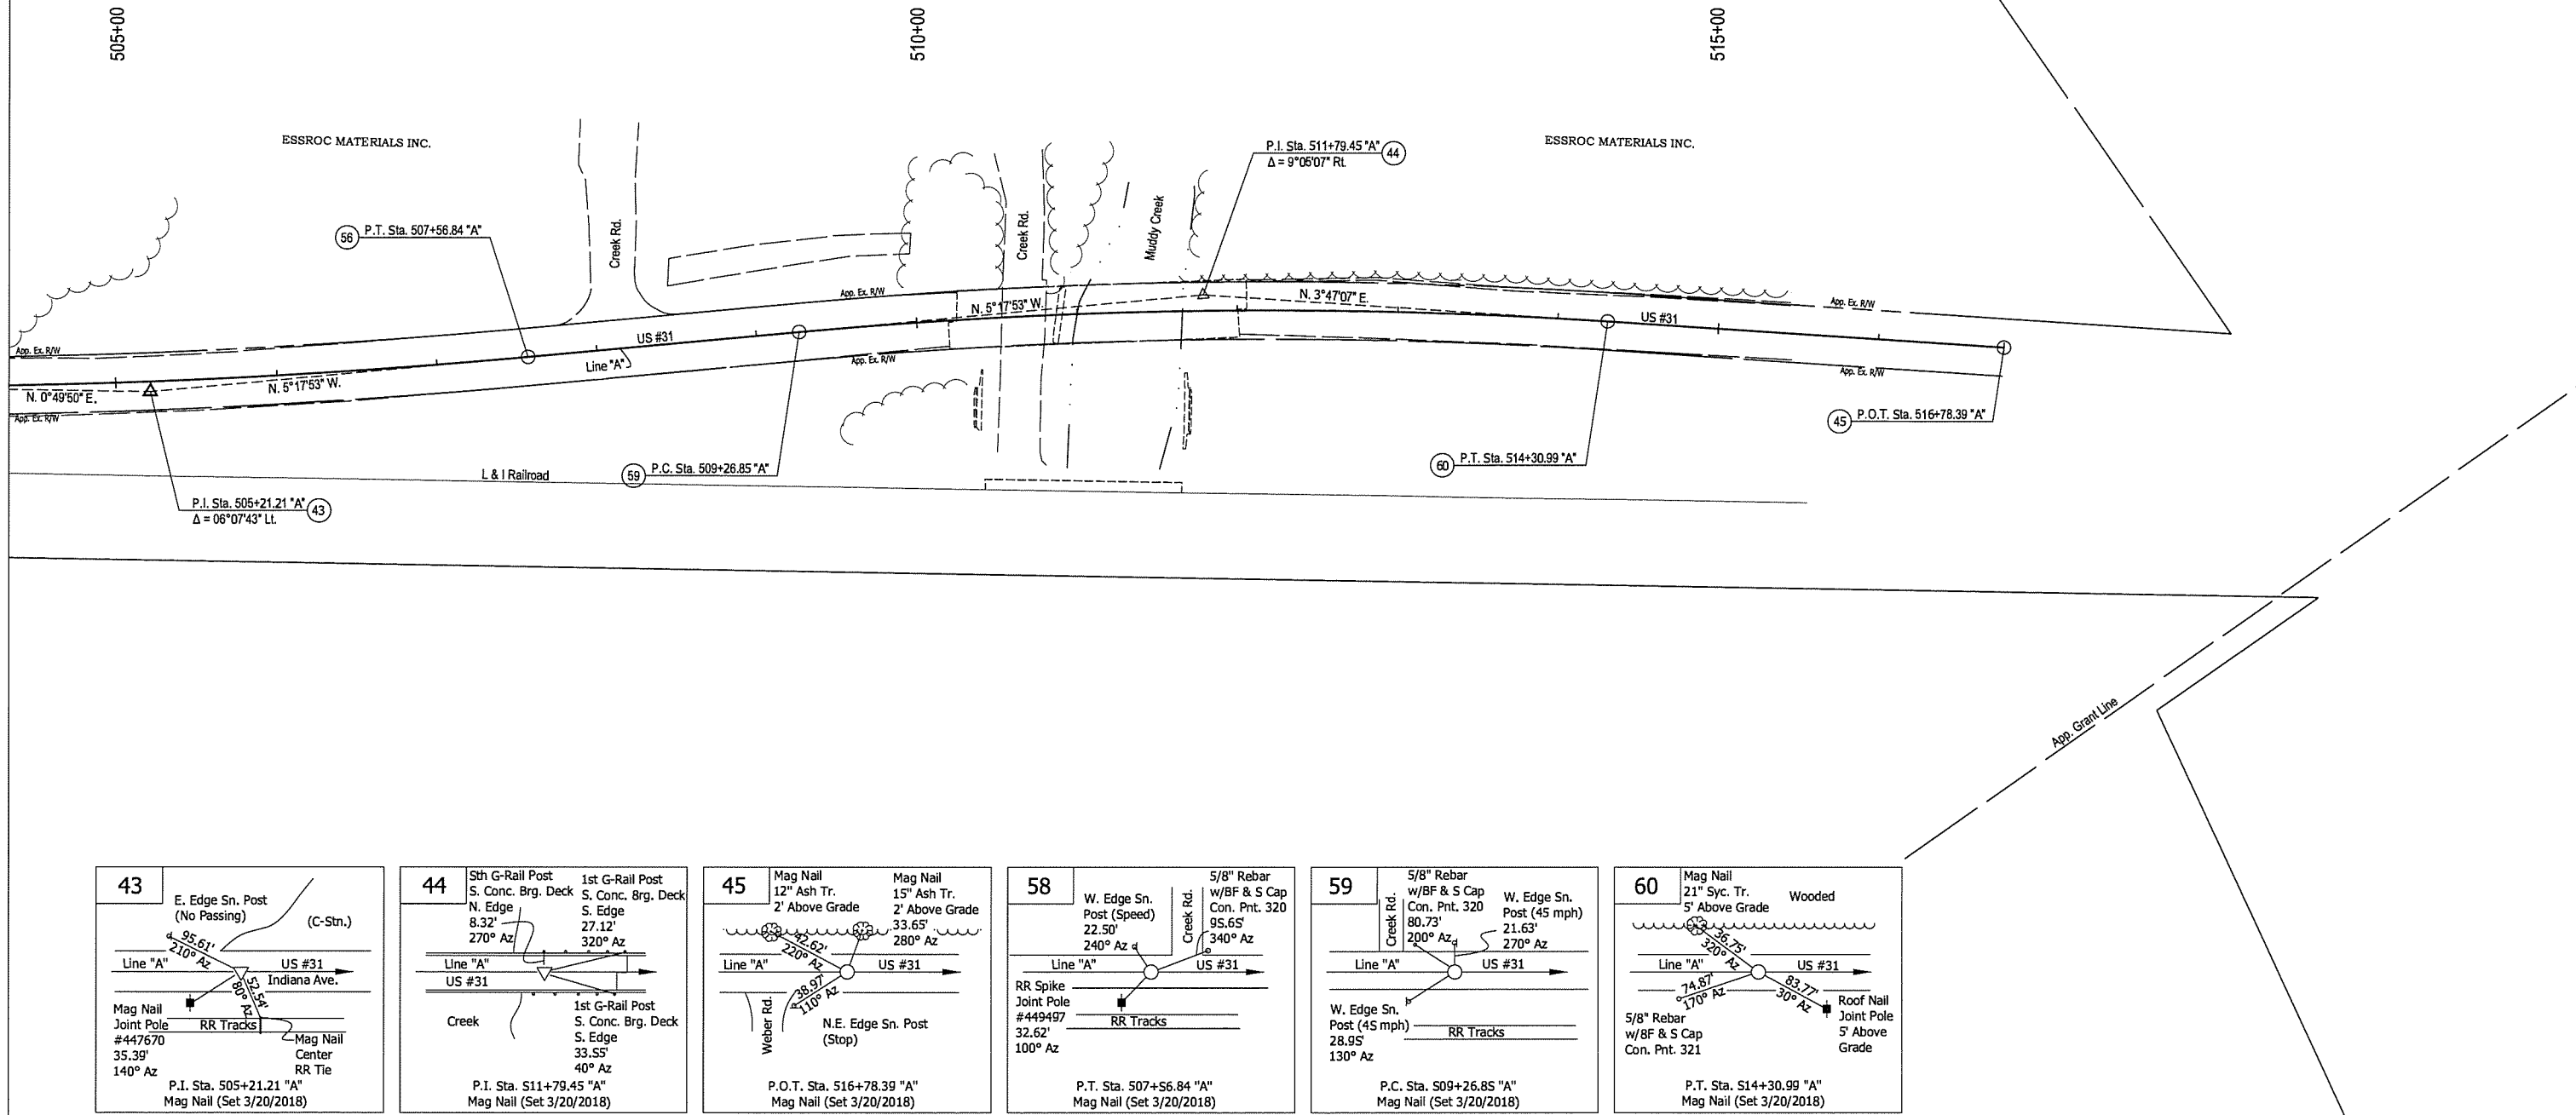 505+00
510+00
515+00
ESSROC MATERIALS INC.
ESSROC MATERIALS INC.
P.I. Sta. 511+79.45 "A" 44
Δ = 9°05'07" Rt.
56 P.T. Sta. 507+56.84 "A"
Creek Rd.
Creek Rd.
Muddy Creek
App. Ex. R/W
N. 5°17'53" W.
N. 3°47'07" E.
App. Ex. R/W
US #31
US #31
App. Ex. R/W
Line "A"
App. Ex. R/W
App. Ex. R/W
N. 0°49'50" E.
N. 5°17'53" W.
App. Ex. R/W
45 P.O.T. Sta. 516+78.39 "A"
L & I Railroad
59 P.C. Sta. 509+26.85 "A"
60 P.T. Sta. 514+30.99 "A"
P.I. Sta. 505+21.21 "A" 43
Δ = 06°07'43" Lt.
App. Grant Line
43
E. Edge Sn. Post
(No Passing)
(C-Stn.)
95.61'
210° Az
Line "A"
US #31
Indiana Ave.
52.54'
80° Az
Mag Nail
Joint Pole
#447670
35.39'
140° Az
RR Tracks
Mag Nail
Center
RR Tie
P.I. Sta. 505+21.21 "A"
Mag Nail (Set 3/20/2018)
44
Sth G-Rail Post
S. Conc. Brg. Deck
N. Edge
8.32'
270° Az
1st G-Rail Post
S. Conc. 8rg. Deck
S. Edge
27.12'
320° Az
Line "A"
US #31
Creek
1st G-Rail Post
S. Conc. Brg. Deck
S. Edge
33.S5'
40° Az
P.I. Sta. S11+79.45 "A"
Mag Nail (Set 3/20/2018)
45
Mag Nail
12" Ash Tr.
2' Above Grade
Mag Nail
15" Ash Tr.
2' Above Grade
33.65'
280° Az
42.62'
220° Az
Line "A"
US #31
38.97'
110° Az
Weber Rd.
N.E. Edge Sn. Post
(Stop)
P.O.T. Sta. 516+78.39 "A"
Mag Nail (Set 3/20/2018)
58
W. Edge Sn.
Post (Speed)
22.50'
240° Az
Creek Rd.
5/8" Rebar
w/BF & S Cap
Con. Pnt. 320
9S.6S'
340° Az
Line "A"
US #31
RR Spike
Joint Pole
#449497
32.62'
100° Az
RR Tracks
P.T. Sta. 507+S6.84 "A"
Mag Nail (Set 3/20/2018)
59
Creek Rd.
5/8" Rebar
w/BF & S Cap
Con. Pnt. 320
80.73'
200° Az
W. Edge Sn.
Post (45 mph)
21.63'
270° Az
Line "A"
US #31
W. Edge Sn.
Post (4S mph)
28.9S'
130° Az
RR Tracks
P.C. Sta. S09+26.8S "A"
Mag Nail (Set 3/20/2018)
60
Mag Nail
21" Syc. Tr.
5' Above Grade
Wooded
36.75'
320° Az
Line "A"
US #31
74.87'
170° Az
83.77'
30° Az
5/8" Rebar
w/8F & S Cap
Con. Pnt. 321
Roof Nail
Joint Pole
5' Above
Grade
P.T. Sta. S14+30.99 "A"
Mag Nail (Set 3/20/2018)